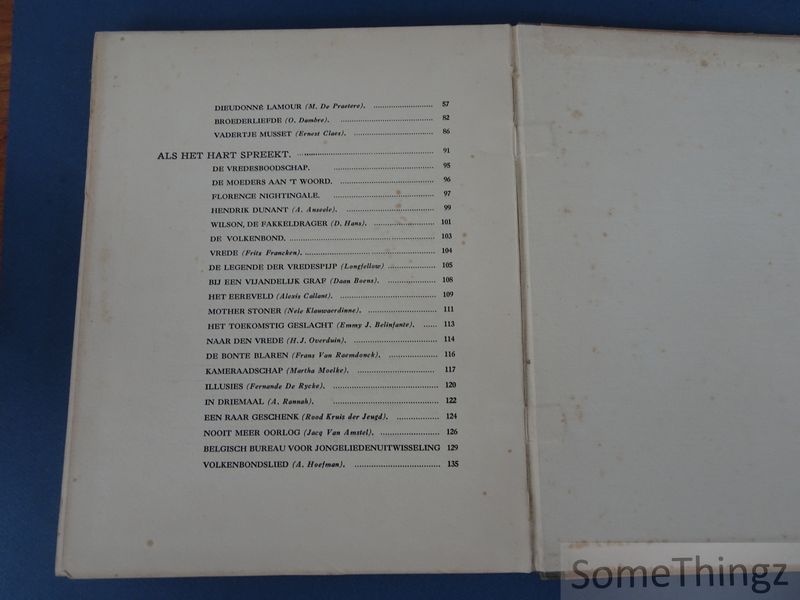 DIEUDONNÉ LAMOUR (M. De Praetere). ........................ 57
BROEDERLIEFDE (O. Dambre). ........................ 82
VADERTJE MUSSET (Ernest Claes). ........................ 86
ALS HET HART SPREEKT. ........................ 91
DE VREDESBOODSCHAP. ........................ 95
DE MOEDERS AAN 'T WOORD. ........................ 96
FLORENCE NIGHTINGALE. ........................ 97
HENDRIK DUNANT (A. Anseele). ........................ 99
WILSON, DE FAKKELDRAGER (D. Hans). ........................ 101
DE VOLKENBOND. ........................ 103
VREDE (Frits Francken). ........................ 104
DE LEGENDE DER VREDESPIJP (Longfellow) ........................ 105
BIJ EEN VIJANDELIJK GRAF (Daan Boens). ........................ 108
HET EEREVELD (Alexis Callant). ........................ 109
MOTHER STONER (Nele Klauwaerdinne). ........................ 111
HET TOEKOMSTIG GESLACHT (Emmy J. Belinfante). ...... 113
NAAR DEN VREDE (H.J. Overduin). ........................ 114
DE BONTE BLAREN (Frans Van Raemdonck). ........................ 116
KAMERAADSCHAP (Martha Moelke). ........................ 117
ILLUSIES (Fernande De Rycke). ........................ 120
IN DRIEMAAL (A. Rannah). ........................ 122
EEN RAAR GESCHENK (Rood Kruis der Jeugd). ................. 124
NOOIT MEER OORLOG (Jacq Van Amstel). ........................ 126
BELGISCH BUREAU VOOR JONGELIEDENUITWISSELING 129
VOLKENBONDSLIED (A. Hoefman). ........................ 135
SomeThingz